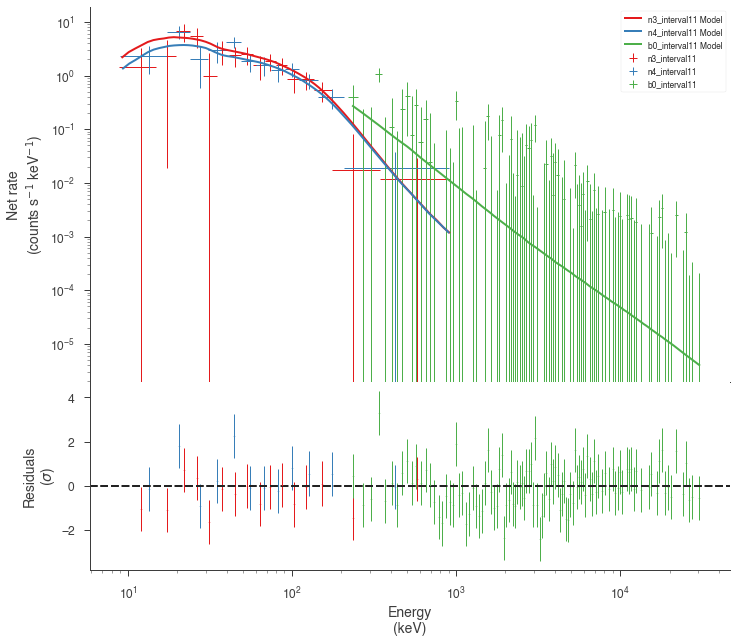 n3_interval11 Model
n4_interval11 Model
b0_interval11 Model
n3_interval11
n4_interval11
b0_interval11
Net rate
(counts s⁻¹ keV⁻¹)
10¹
10⁰
10⁻¹
10⁻²
10⁻³
10⁻⁴
10⁻⁵
Residuals
(σ)
4
2
0
−2
10¹ 10² 10³ 10⁴
Energy
(keV)